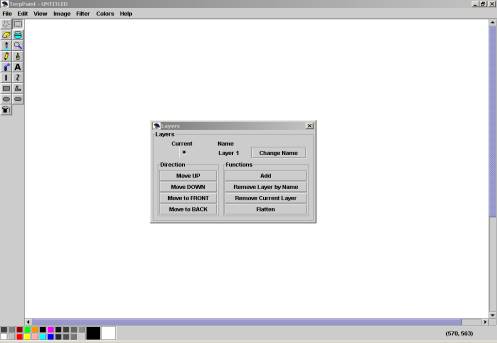 TerpPaint - UNTITLED
File Edit View Image Filter Colors Help
A
Layers
Layers
Current Name
Layer 1 Change Name
Direction Functions
Move UP Add
Move DOWN Remove Layer by Name
Move to FRONT Remove Current Layer
Move to BACK Flatten
(570, 563)